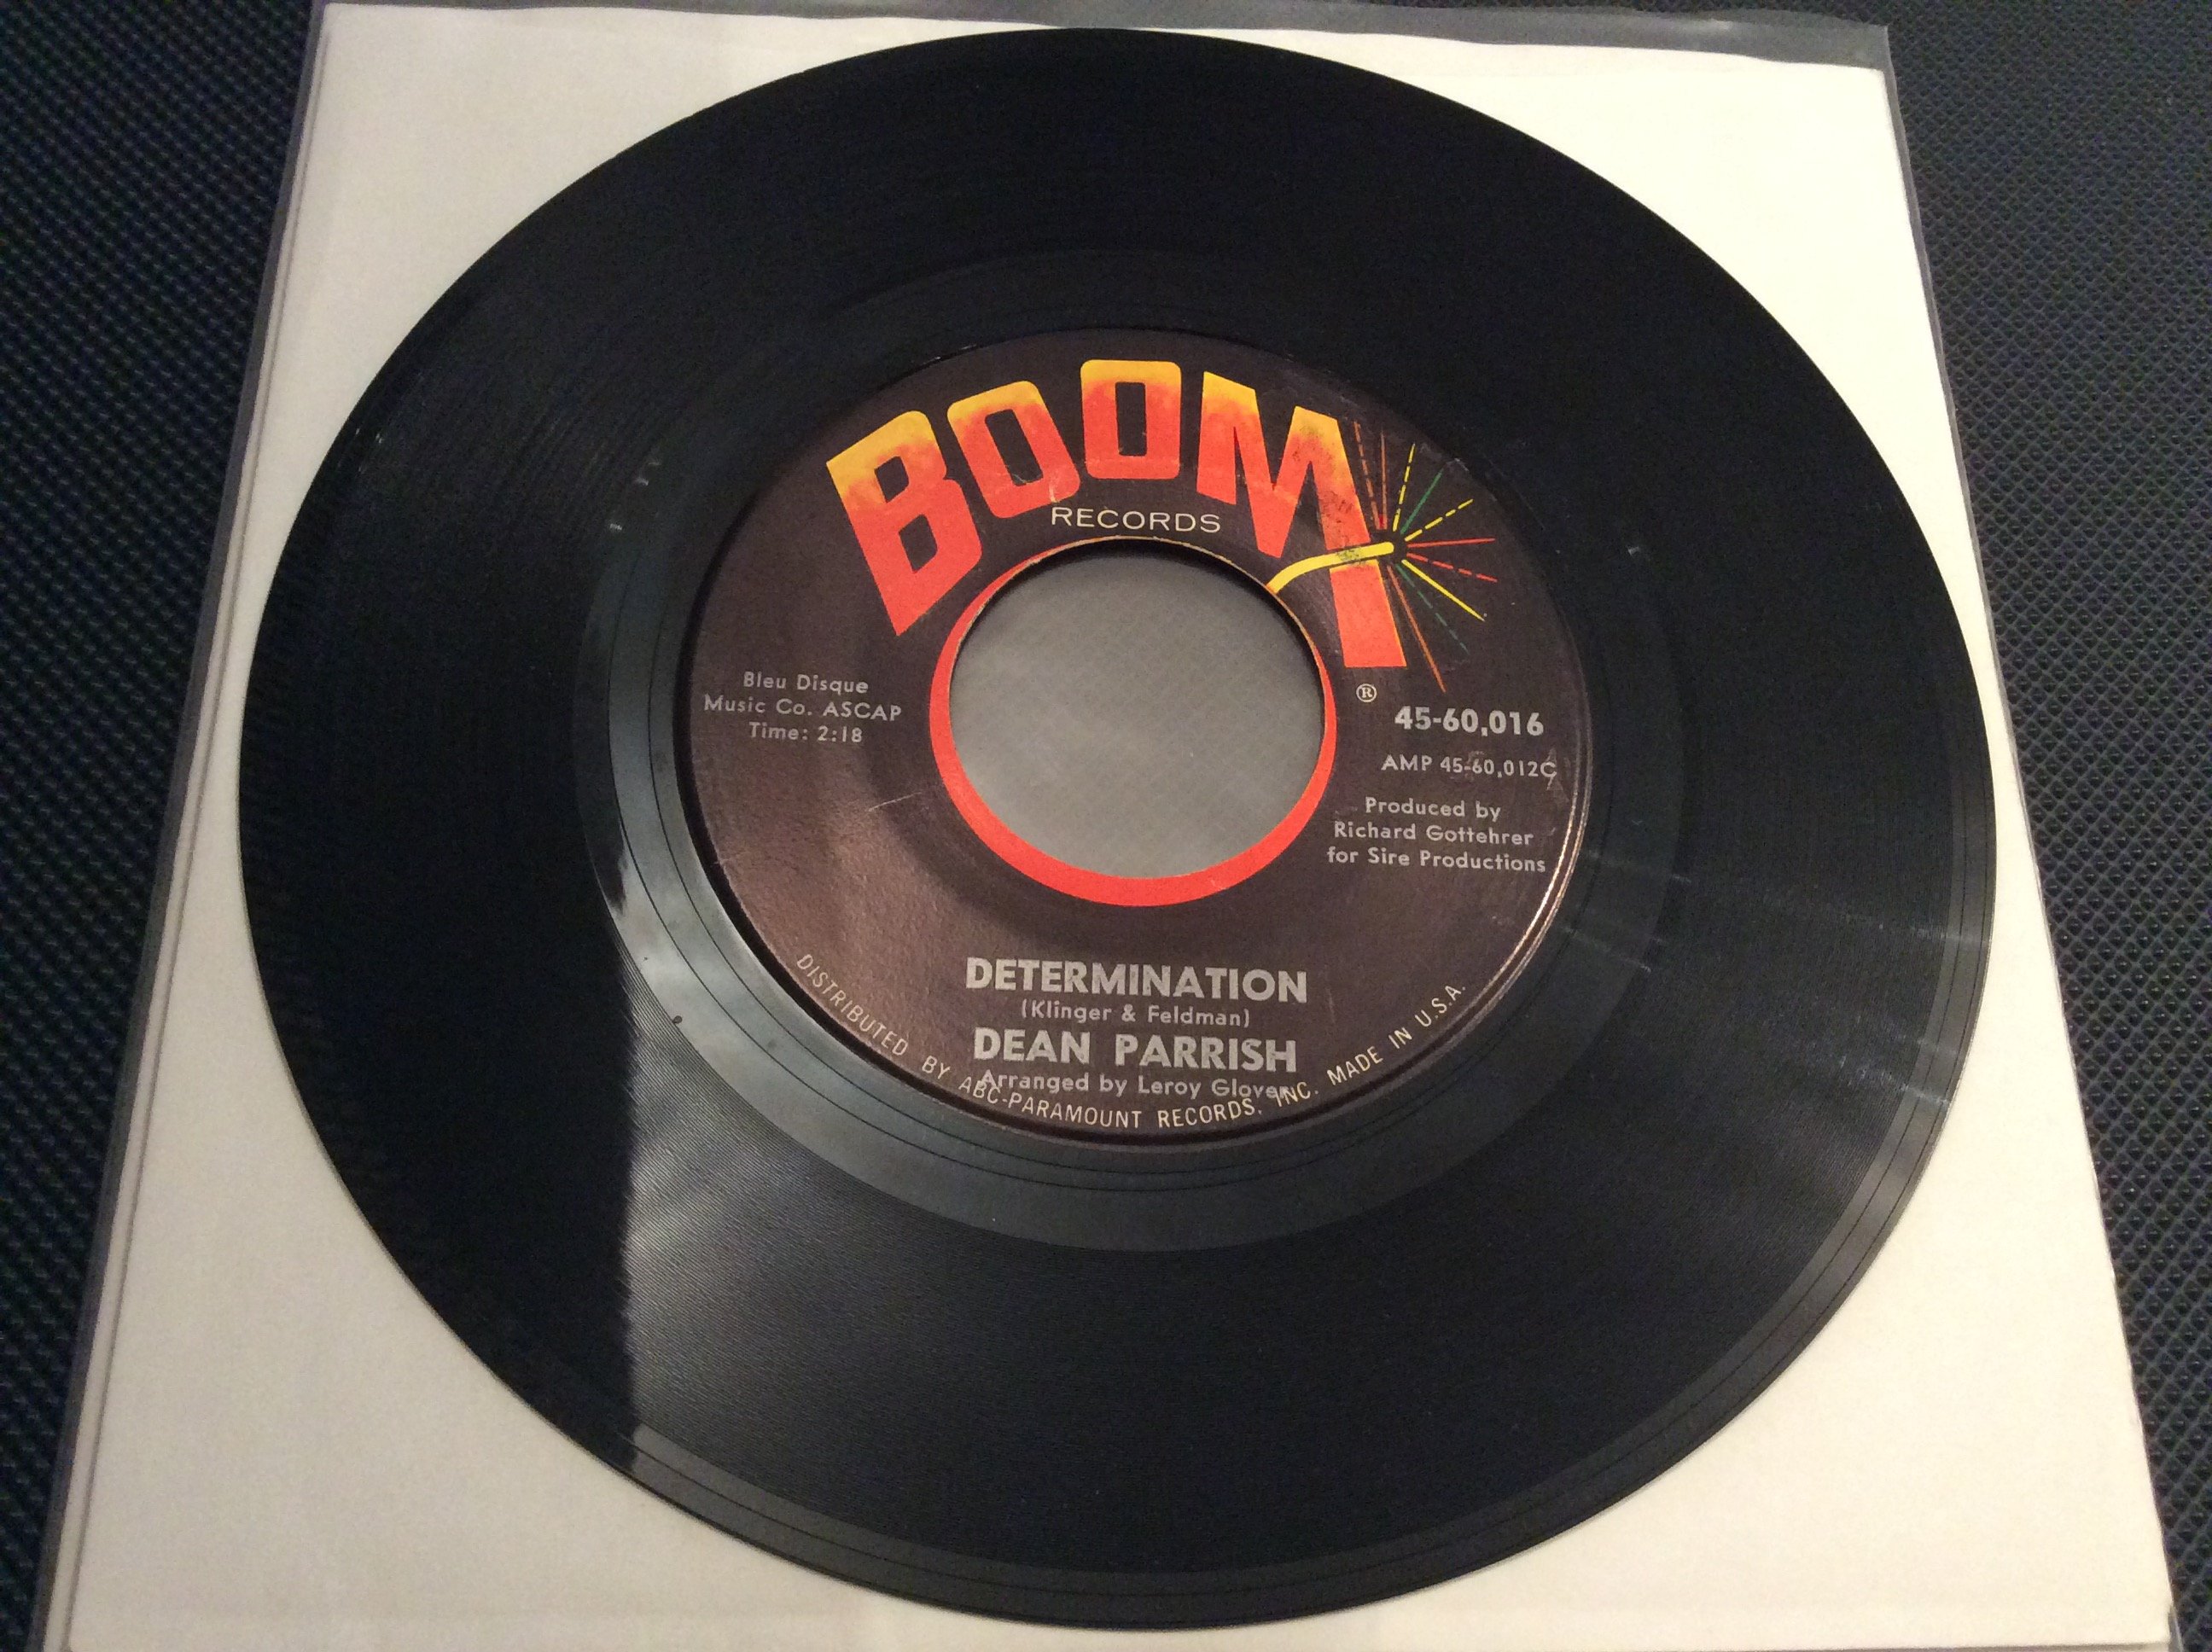 BOOM
RECORDS
®
Bleu Disque
Music Co. ASCAP
Time: 2:18
45-60,016
AMP 45-60,012C
Produced by
Richard Gottehrer
for Sire Productions
DETERMINATION
(Klinger & Feldman)
DEAN PARRISH
Arranged by Leroy Glover
DISTRIBUTED BY ABC-PARAMOUNT RECORDS, INC. MADE IN U.S.A.